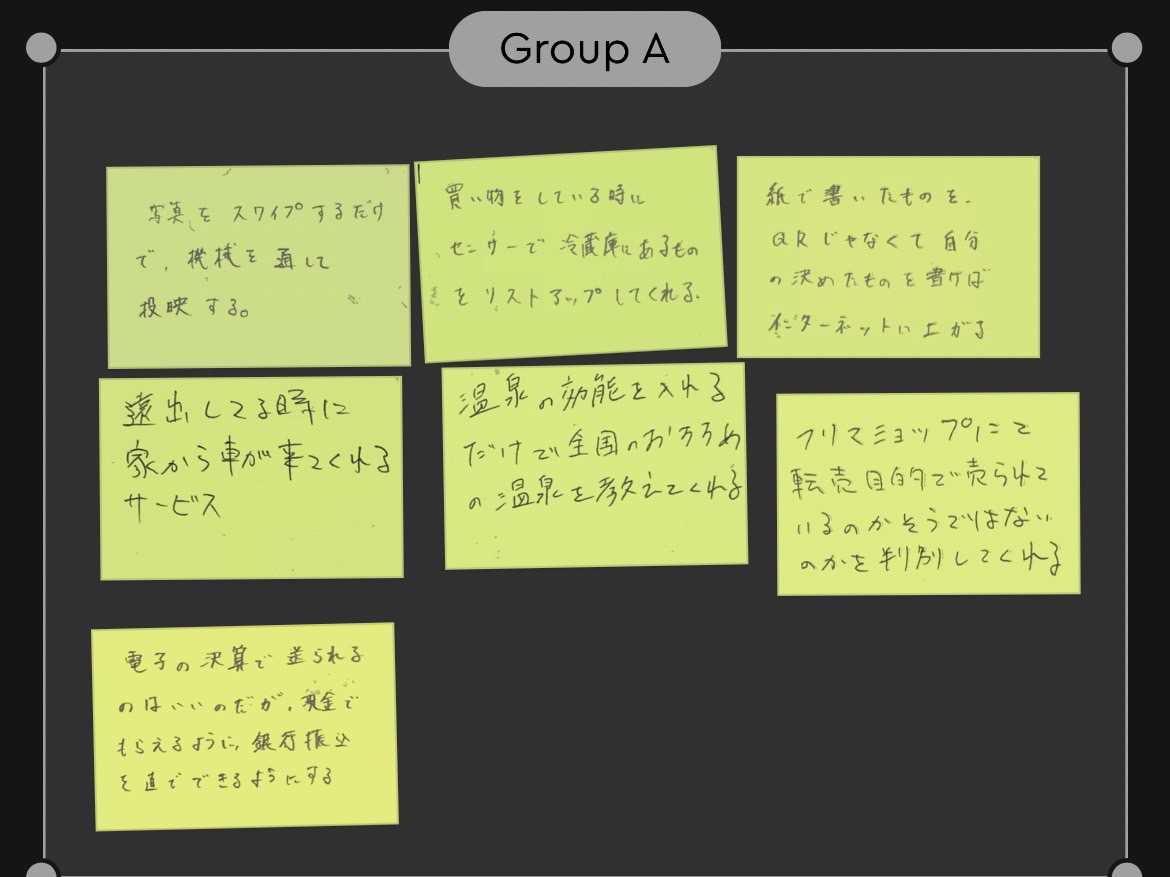 Group A
写真をスワイプするだけ
で、機械を通して
投映する。
買い物をしている時に
センサーで冷蔵庫にあるもの
をリストアップしてくれる。
紙で書いたものを、
QRじゃなくて自分
の決めたものを書けば
インターネットに上がる
遠出してる時に
家から車が来てくれる
サービス
温泉の効能を入れる
だけで全国のおすすめ
の温泉を教えてくれる
フリマショップにて
転売目的で売られて
いるのかそうではない
のかを判別してくれる
電子の決算で送られる
のはいいのだが、現金で
もらえるように、銀行振込
を直でできるようにする